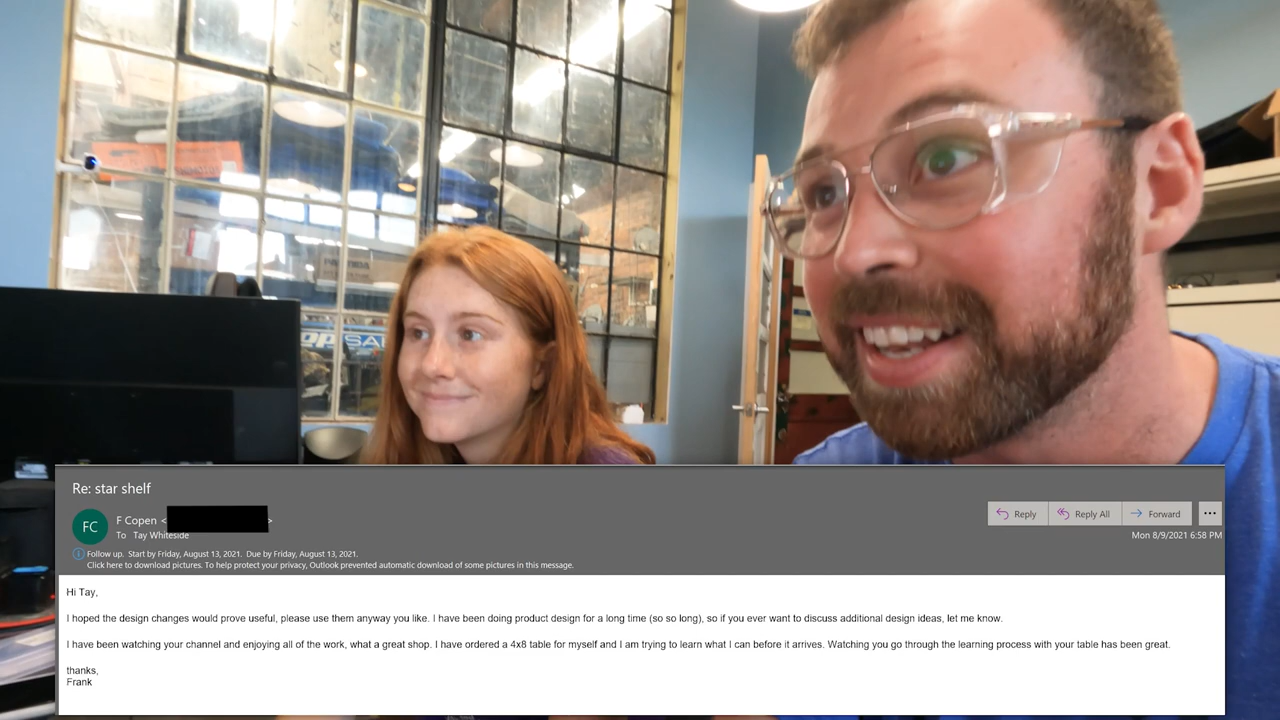 Re: star shelf
FC
F Copen <
>
To Tay Whiteside
Reply
Reply All
Forward
Mon 8/9/2021 6:58 PM
Follow up. Start by Friday, August 13, 2021. Due by Friday, August 13, 2021.
Click here to download pictures. To help protect your privacy, Outlook prevented automatic download of some pictures in this message.
Hi Tay,
I hoped the design changes would prove useful, please use them anyway you like. I have been doing product design for a long time (so so long), so if you ever want to discuss additional design ideas, let me know.
I have been watching your channel and enjoying all of the work, what a great shop. I have ordered a 4x8 table for myself and I am trying to learn what I can before it arrives. Watching you go through the learning process with your table has been great.
thanks,
Frank